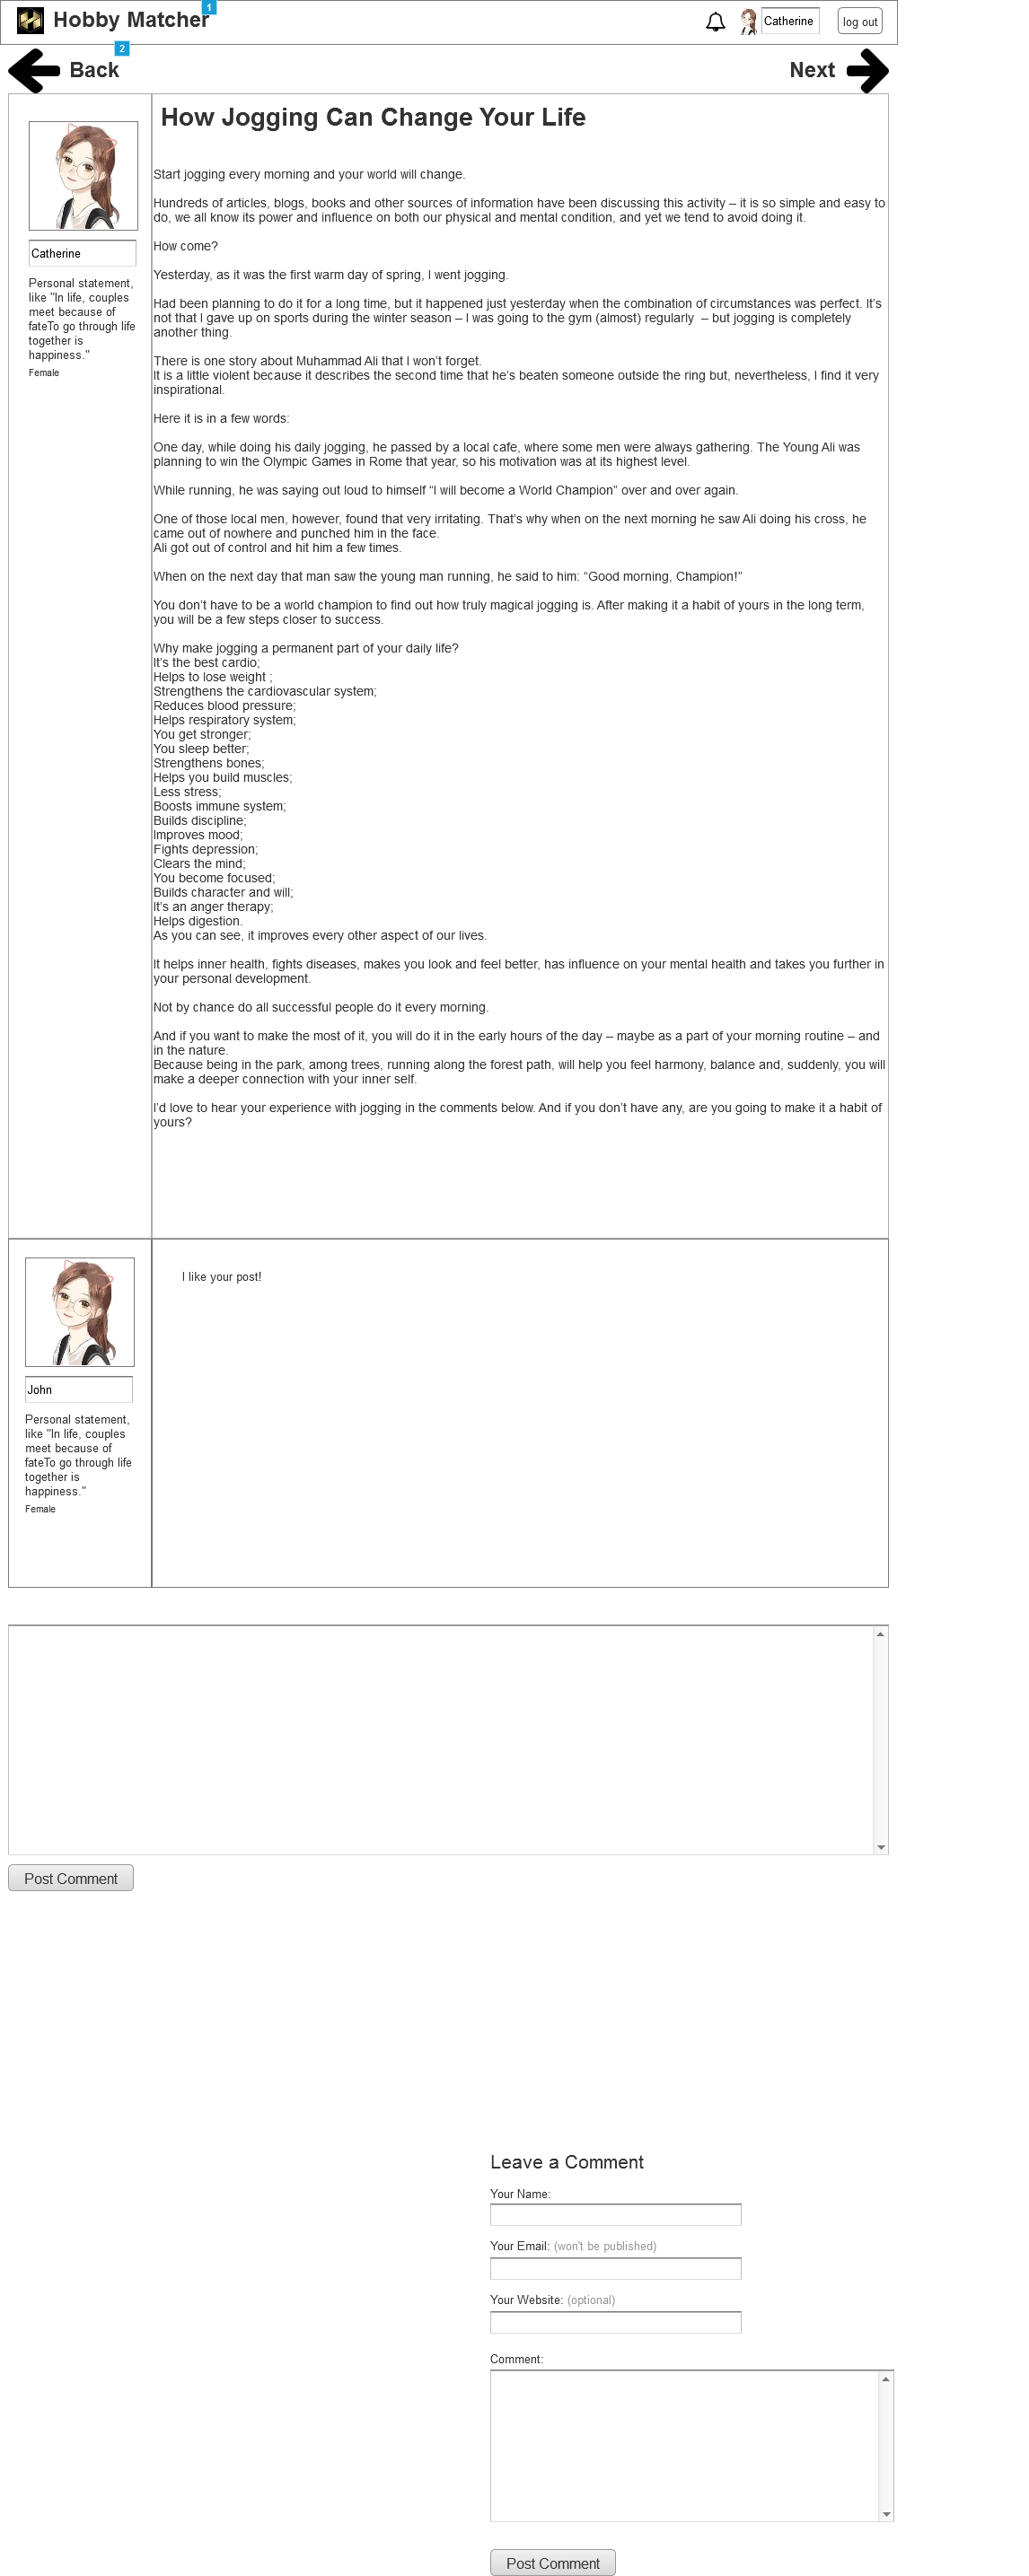 Hobby Matcher
1
Catherine
log out
2
Back
Next
How Jogging Can Change Your Life
Catherine
Personal statement,
like "In life, couples
meet because of
fateTo go through life
together is
happiness."
Female
Start jogging every morning and your world will change.
Hundreds of articles, blogs, books and other sources of information have been discussing this activity – it is so simple and easy to
do, we all know its power and influence on both our physical and mental condition, and yet we tend to avoid doing it.
How come?
Yesterday, as it was the first warm day of spring, I went jogging.
Had been planning to do it for a long time, but it happened just yesterday when the combination of circumstances was perfect. It’s
not that I gave up on sports during the winter season – I was going to the gym (almost) regularly – but jogging is completely
another thing.
There is one story about Muhammad Ali that I won’t forget.
It is a little violent because it describes the second time that he’s beaten someone outside the ring but, nevertheless, I find it very
inspirational.
Here it is in a few words:
One day, while doing his daily jogging, he passed by a local cafe, where some men were always gathering. The Young Ali was
planning to win the Olympic Games in Rome that year, so his motivation was at its highest level.
While running, he was saying out loud to himself “I will become a World Champion” over and over again.
One of those local men, however, found that very irritating. That’s why when on the next morning he saw Ali doing his cross, he
came out of nowhere and punched him in the face.
Ali got out of control and hit him a few times.
When on the next day that man saw the young man running, he said to him: “Good morning, Champion!”
You don’t have to be a world champion to find out how truly magical jogging is. After making it a habit of yours in the long term,
you will be a few steps closer to success.
Why make jogging a permanent part of your daily life?
It’s the best cardio;
Helps to lose weight ;
Strengthens the cardiovascular system;
Reduces blood pressure;
Helps respiratory system;
You get stronger;
You sleep better;
Strengthens bones;
Helps you build muscles;
Less stress;
Boosts immune system;
Builds discipline;
Improves mood;
Fights depression;
Clears the mind;
You become focused;
Builds character and will;
It’s an anger therapy;
Helps digestion.
As you can see, it improves every other aspect of our lives.
It helps inner health, fights diseases, makes you look and feel better, has influence on your mental health and takes you further in
your personal development.
Not by chance do all successful people do it every morning.
And if you want to make the most of it, you will do it in the early hours of the day – maybe as a part of your morning routine – and
in the nature.
Because being in the park, among trees, running along the forest path, will help you feel harmony, balance and, suddenly, you will
make a deeper connection with your inner self.
I’d love to hear your experience with jogging in the comments below. And if you don’t have any, are you going to make it a habit of
yours?
John
Personal statement,
like "In life, couples
meet because of
fateTo go through life
together is
happiness."
Female
I like your post!
Post Comment
Leave a Comment
Your Name:
Your Email: (won't be published)
Your Website: (optional)
Comment:
Post Comment